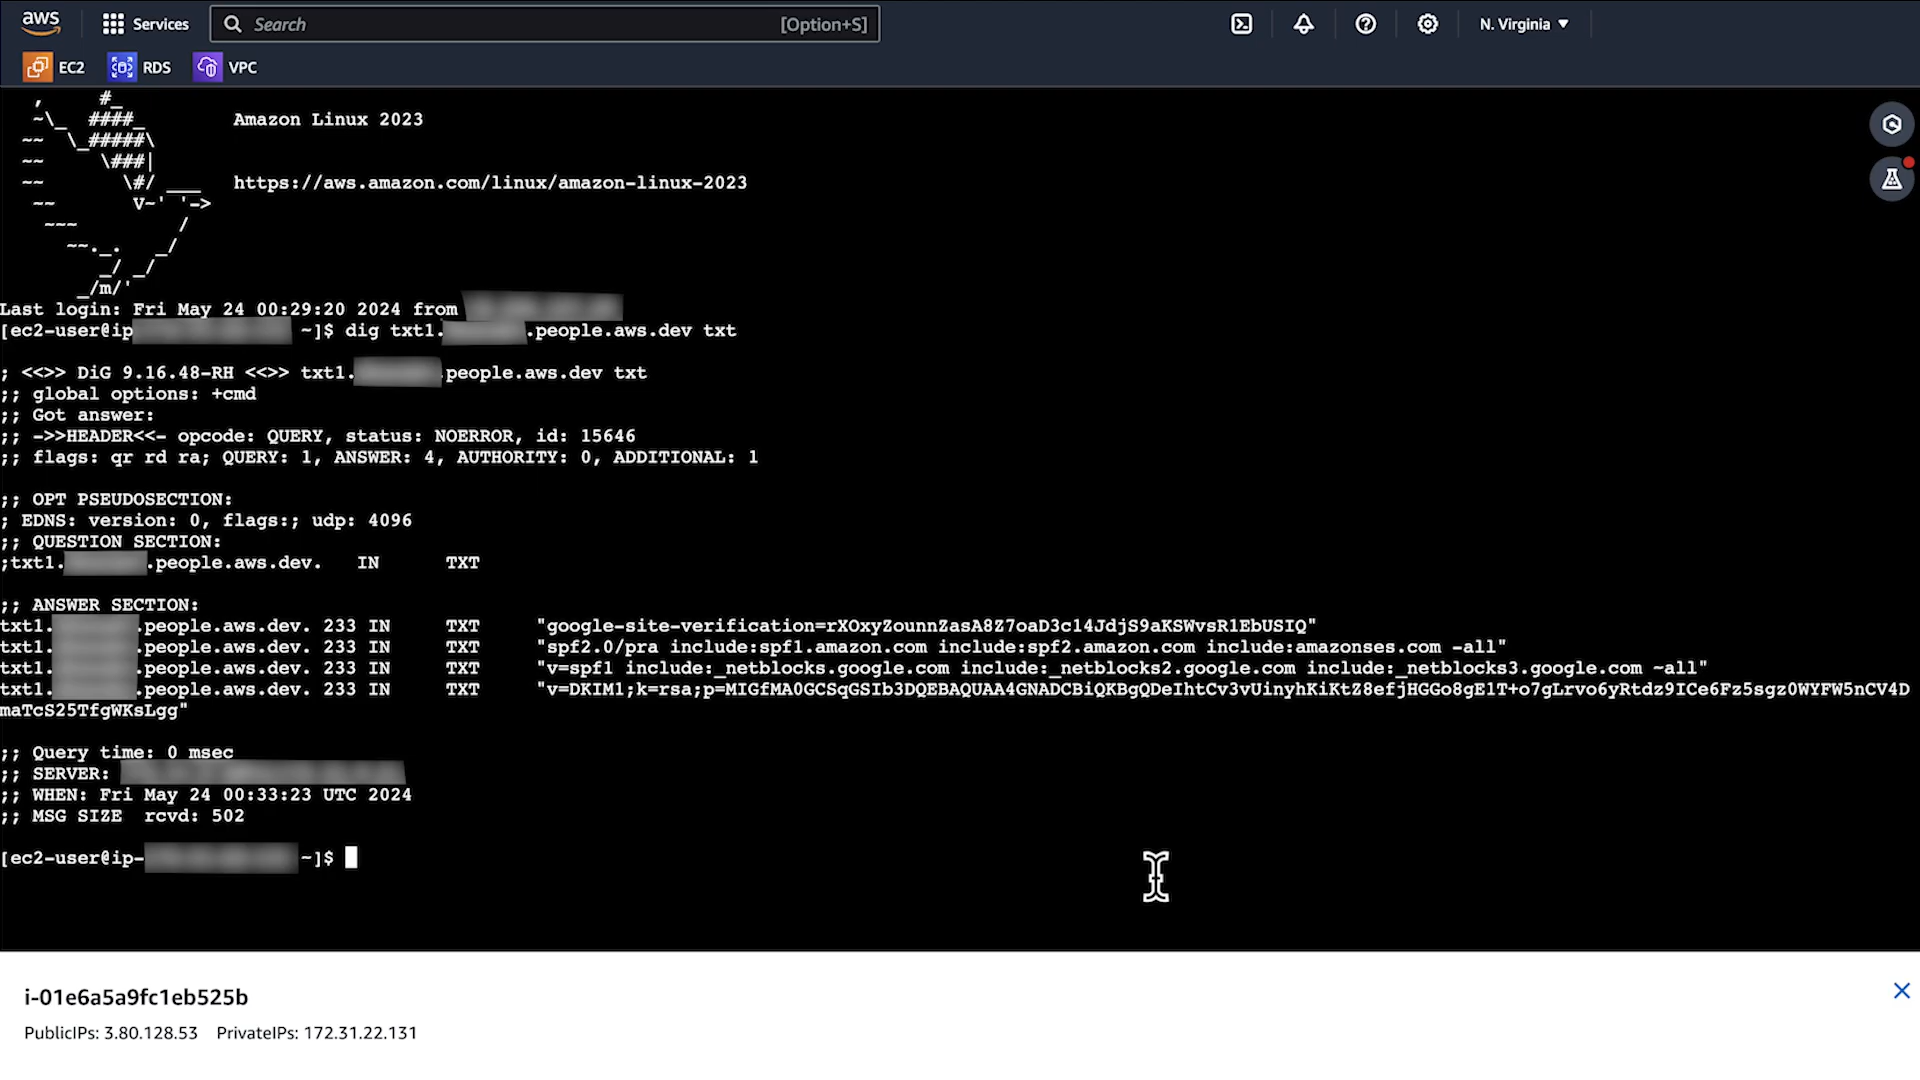 aws Services Search [Option+S] N. Virginia
EC2 RDS VPC
, #_
~\_ ####_ Amazon Linux 2023
~~ \_#####\
~~ \###|
~~ \#/ ___ https://aws.amazon.com/linux/amazon-linux-2023
~~ V~' '->
~~~ /
~~._. _/
_/ _/
_/m/'
Last login: Fri May 24 00:29:20 2024 from
[ec2-user@ip ~]$ dig txt1. .people.aws.dev txt
; <<>> DiG 9.16.48-RH <<>> txt1. .people.aws.dev txt
;; global options: +cmd
;; Got answer:
;; ->>HEADER<<- opcode: QUERY, status: NOERROR, id: 15646
;; flags: qr rd ra; QUERY: 1, ANSWER: 4, AUTHORITY: 0, ADDITIONAL: 1
;; OPT PSEUDOSECTION:
; EDNS: version: 0, flags:; udp: 4096
;; QUESTION SECTION:
;txt1. .people.aws.dev. IN TXT
;; ANSWER SECTION:
txt1. .people.aws.dev. 233 IN TXT "google-site-verification=rXOxyZounnZasA8Z7oaD3c14JdjS9aKSWvsR1EbUSIQ"
txt1. .people.aws.dev. 233 IN TXT "spf2.0/pra include:spf1.amazon.com include:spf2.amazon.com include:amazonses.com -all"
txt1. .people.aws.dev. 233 IN TXT "v=spf1 include:_netblocks.google.com include:_netblocks2.google.com include:_netblocks3.google.com ~all"
txt1. .people.aws.dev. 233 IN TXT "v=DKIM1;k=rsa;p=MIGfMA0GCSqGSIb3DQEBAQUAA4GNADCBiQKBgQDeIhtCv3vUinyhKiKtZ8efjHGGo8gE1T+o7gLrvo6yRtdz9ICe6Fz5sgz0WYFW5nCV4D
maTcS25TfgWKsLgg"
;; Query time: 0 msec
;; SERVER:
;; WHEN: Fri May 24 00:33:23 UTC 2024
;; MSG SIZE rcvd: 502
[ec2-user@ip- ~]$
i-01e6a5a9fc1eb525b
PublicIPs: 3.80.128.53 PrivateIPs: 172.31.22.131